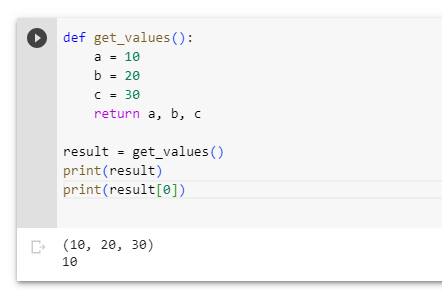 def get_values():
    a = 10
    b = 20
    c = 30
    return a, b, c
result = get_values()
print(result)
print(result[0])
(10, 20, 30)
10